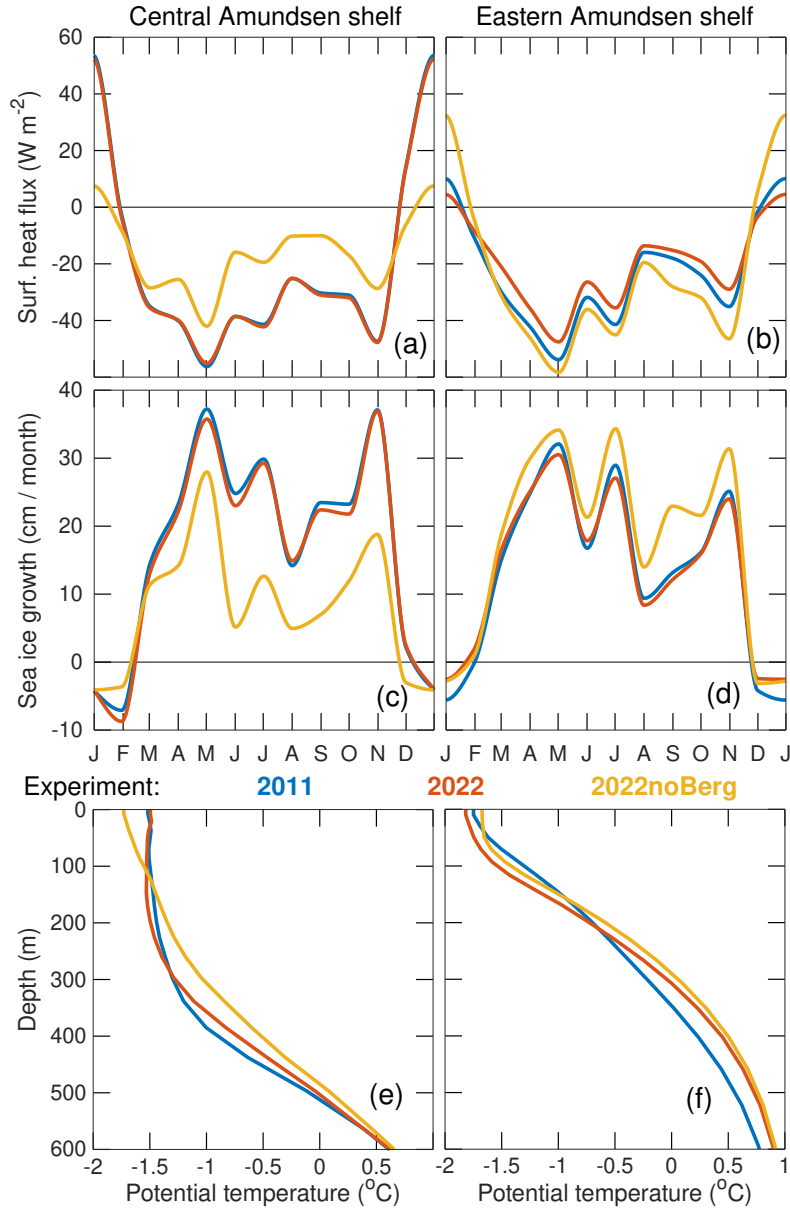 Central Amundsen shelf Eastern Amundsen shelf
Surf. heat flux (W m⁻²)
60
40
20
0
-20
-40
(a) (b)
Sea ice growth (cm / month)
40
30
20
10
0
-10
(c) (d)
J F M A M J J A S O N D J F M A M J J A S O N D J
Experiment: 2011 2022 2022noBerg
Depth (m)
0
100
200
300
400
500
600
(e) (f)
-2 -1.5 -1 -0.5 0 0.5 -2 -1.5 -1 -0.5 0 0.5 1
Potential temperature (°C) Potential temperature (°C)